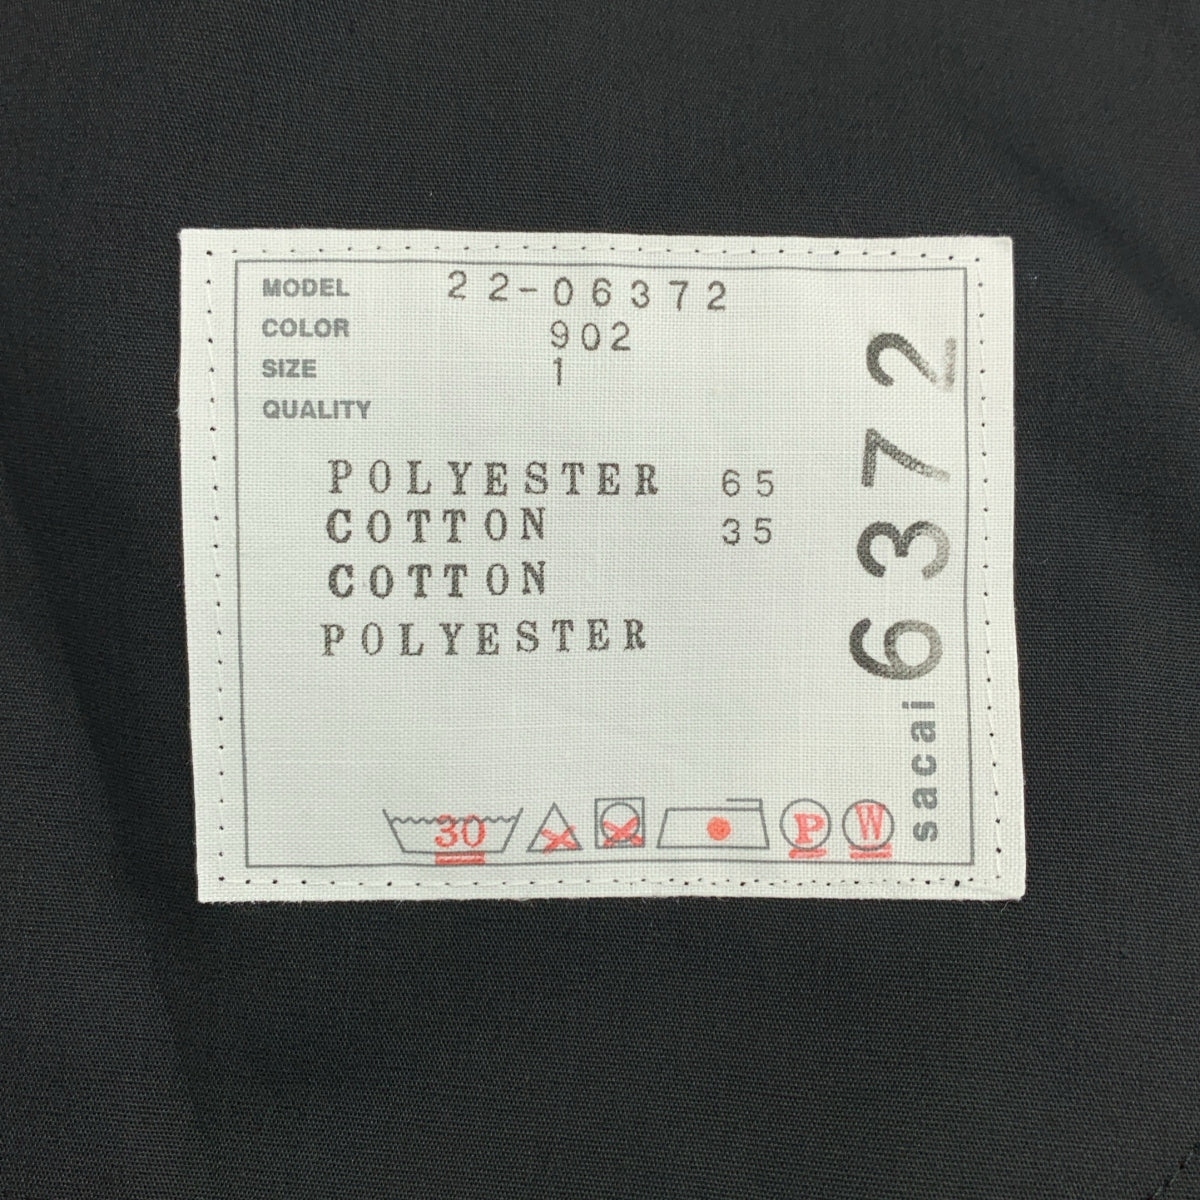 MODEL 22-06372
COLOR 902
SIZE 1
QUALITY
POLYESTER 65
COTTON 35
COTTON
POLYESTER
30 P W
sacai 6372